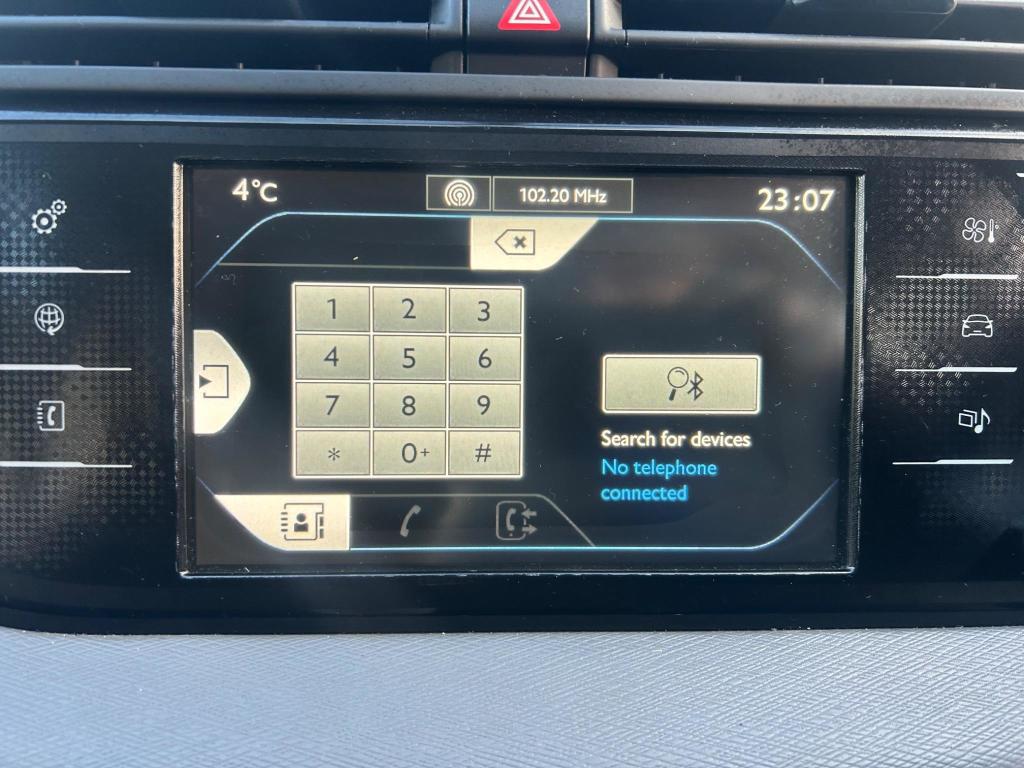 4°C
102.20 MHz
23:07
1 2 3
4 5 6
7 8 9
* 0+ #
Search for devices
No telephone
connected